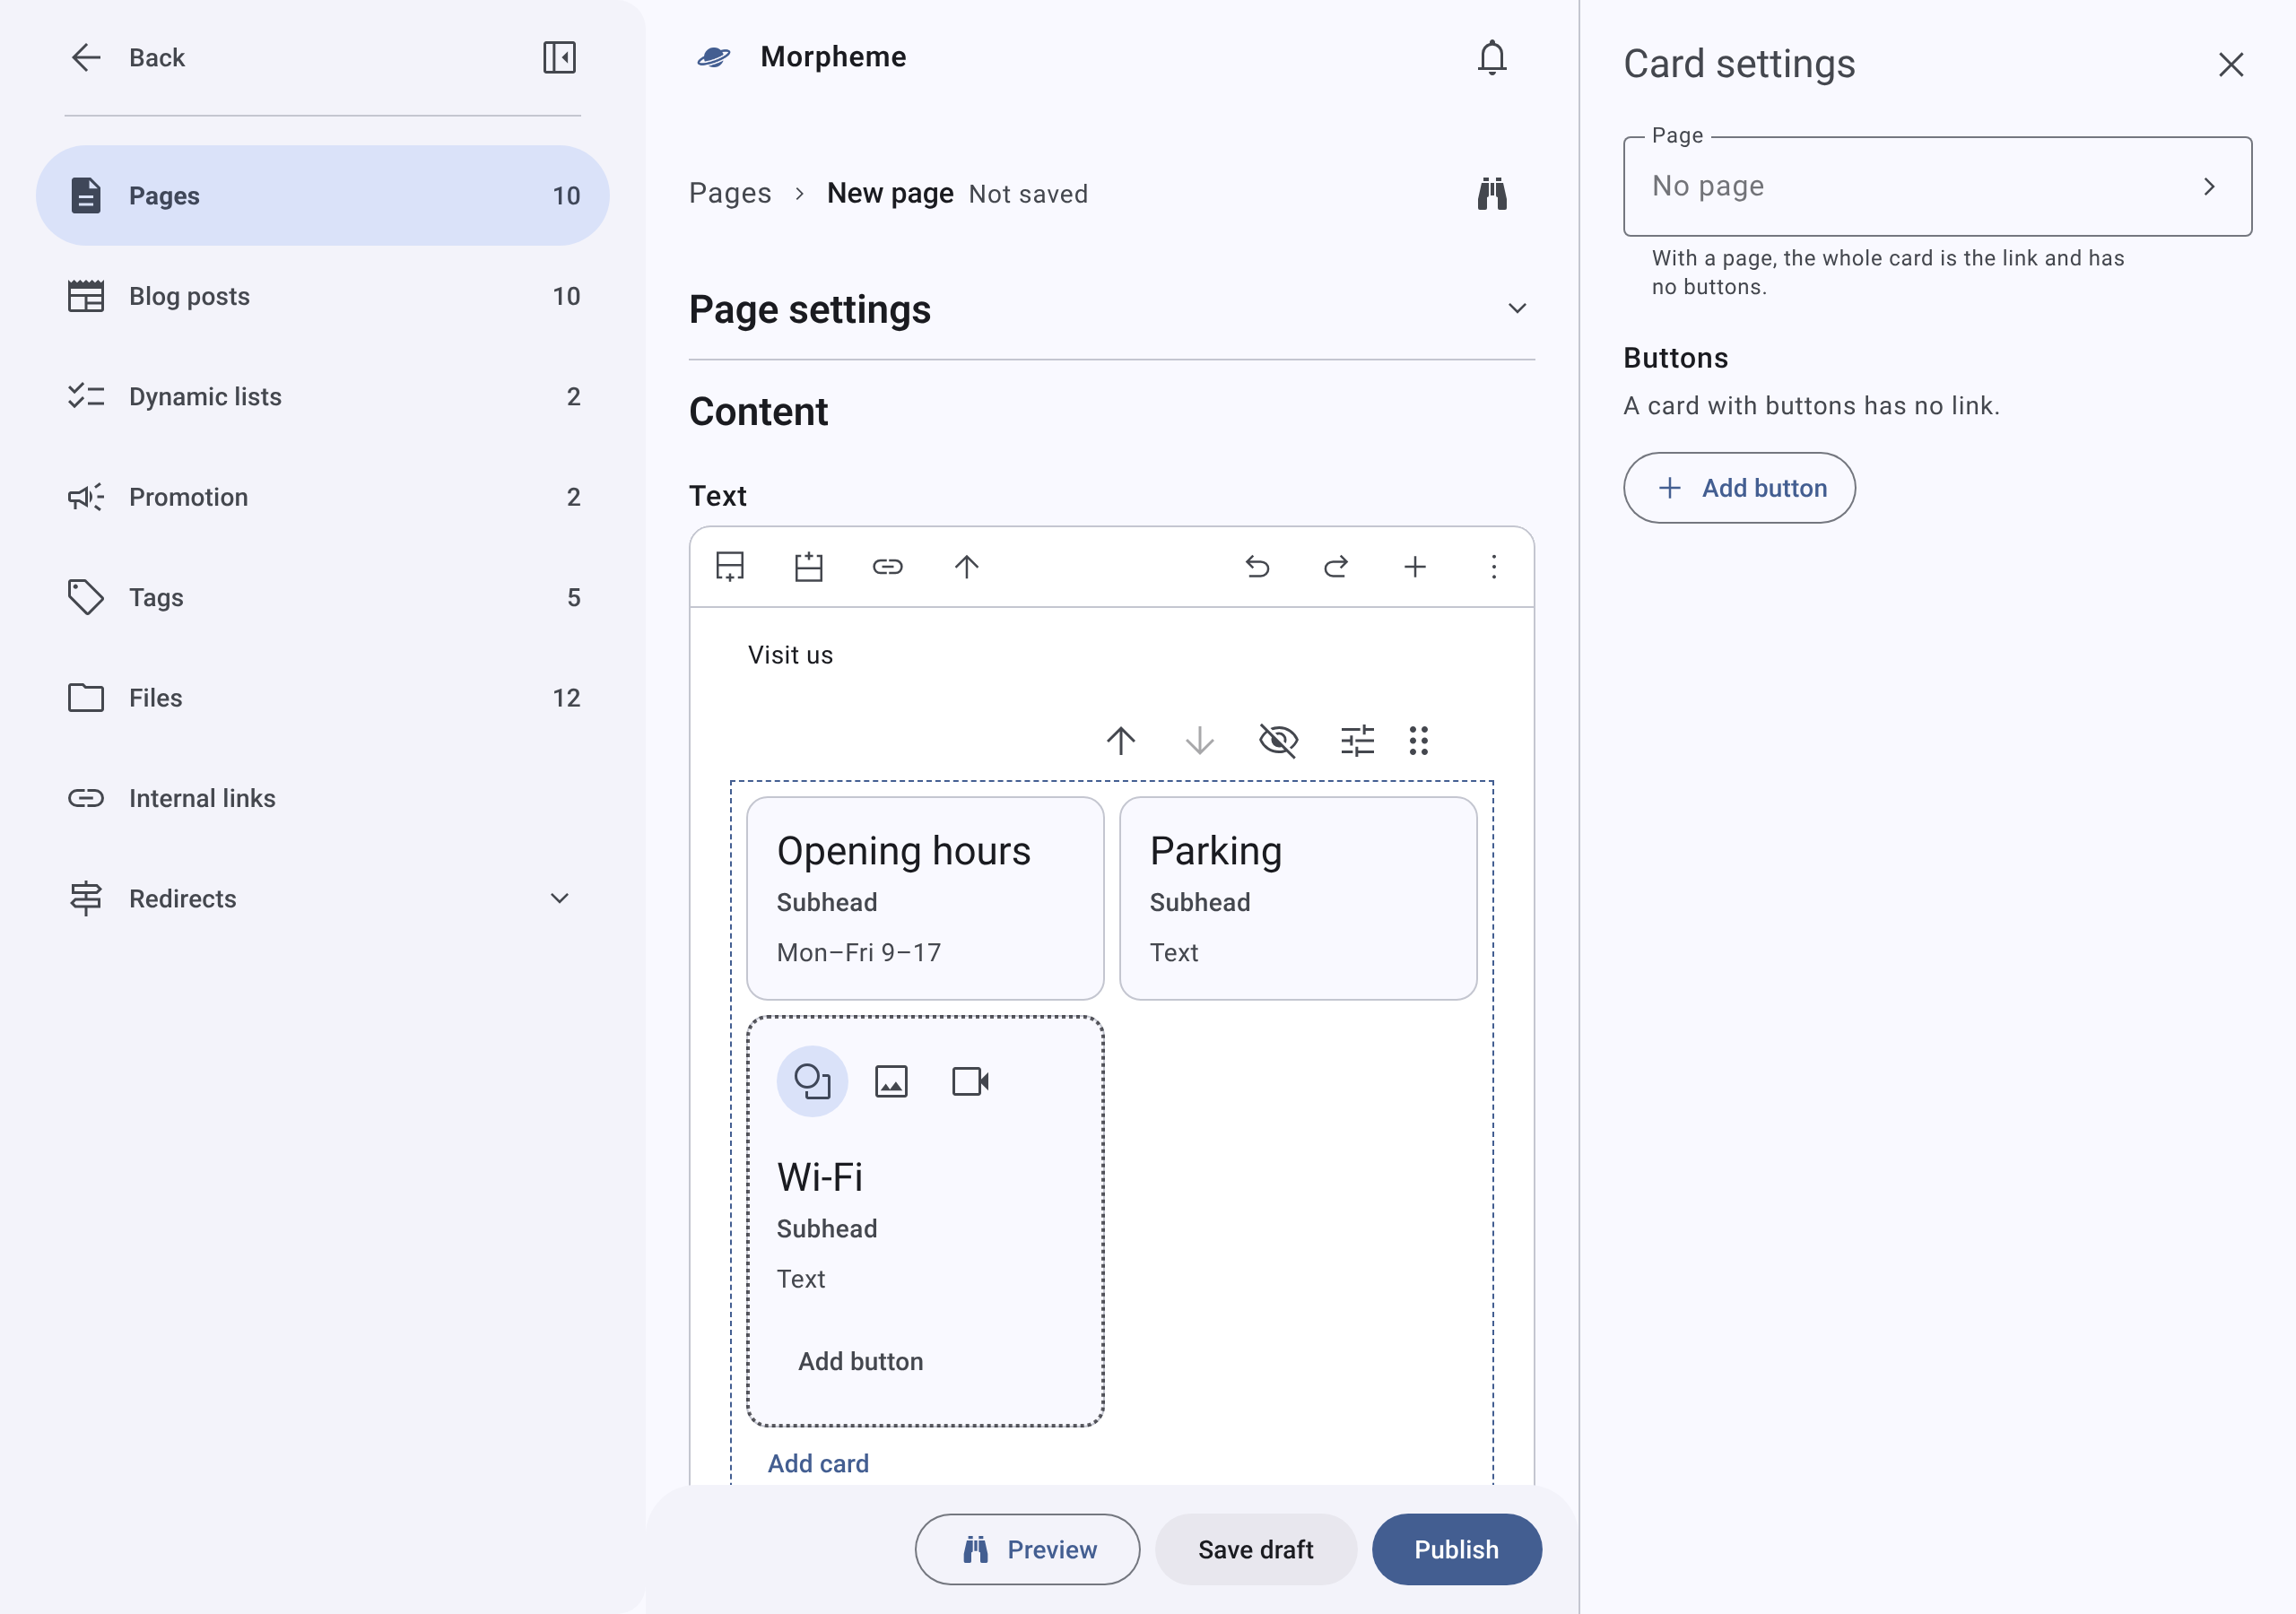 Back
Pages 10
Blog posts 10
Dynamic lists 2
Promotion 2
Tags 5
Files 12
Internal links
Redirects
Morpheme
Pages > New page Not saved
Page settings
Content
Text
Visit us
Opening hours
Subhead
Mon–Fri 9–17
Parking
Subhead
Text
Wi-Fi
Subhead
Text
Add button
Add card
Preview
Save draft
Publish
Card settings
Page
No page
With a page, the whole card is the link and has
no buttons.
Buttons
A card with buttons has no link.
Add button